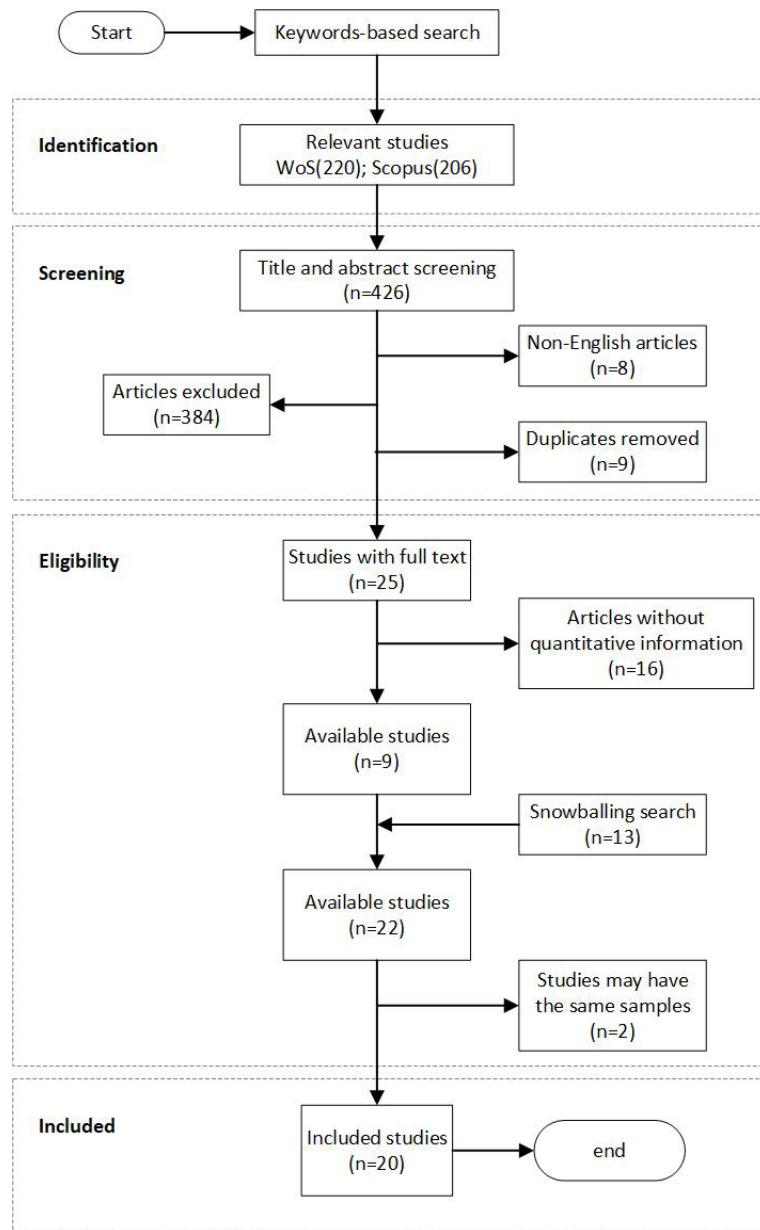 Start
Keywords-based search
Identification
Relevant studies
WoS(220); Scopus(206)
Screening
Title and abstract screening
(n=426)
Non-English articles
(n=8)
Articles excluded
(n=384)
Duplicates removed
(n=9)
Eligibility
Studies with full text
(n=25)
Articles without
quantitative information
(n=16)
Available studies
(n=9)
Snowballing search
(n=13)
Available studies
(n=22)
Studies may have
the same samples
(n=2)
Included
Included studies
(n=20)
end